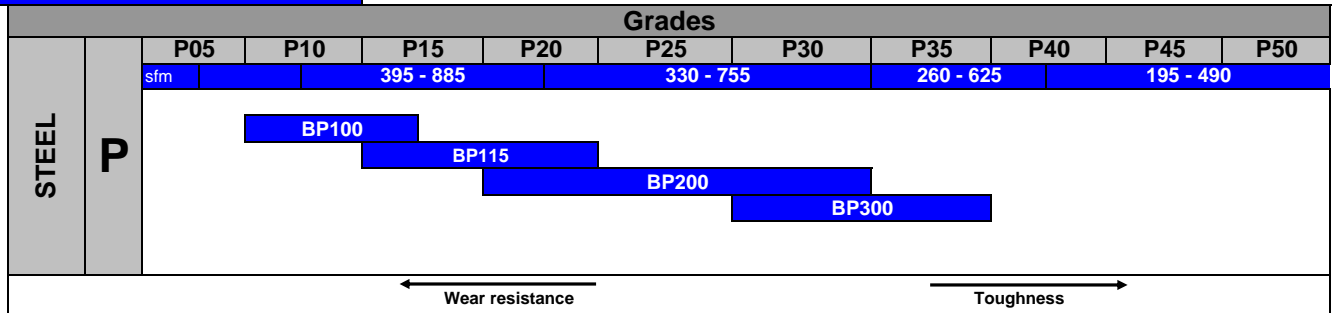 Grades
P05 P10 P15 P20 P25 P30 P35 P40 P45 P50
sfm 395 - 885 330 - 755 260 - 625 195 - 490
STEEL
P
BP100
BP115
BP200
BP300
Wear resistance Toughness